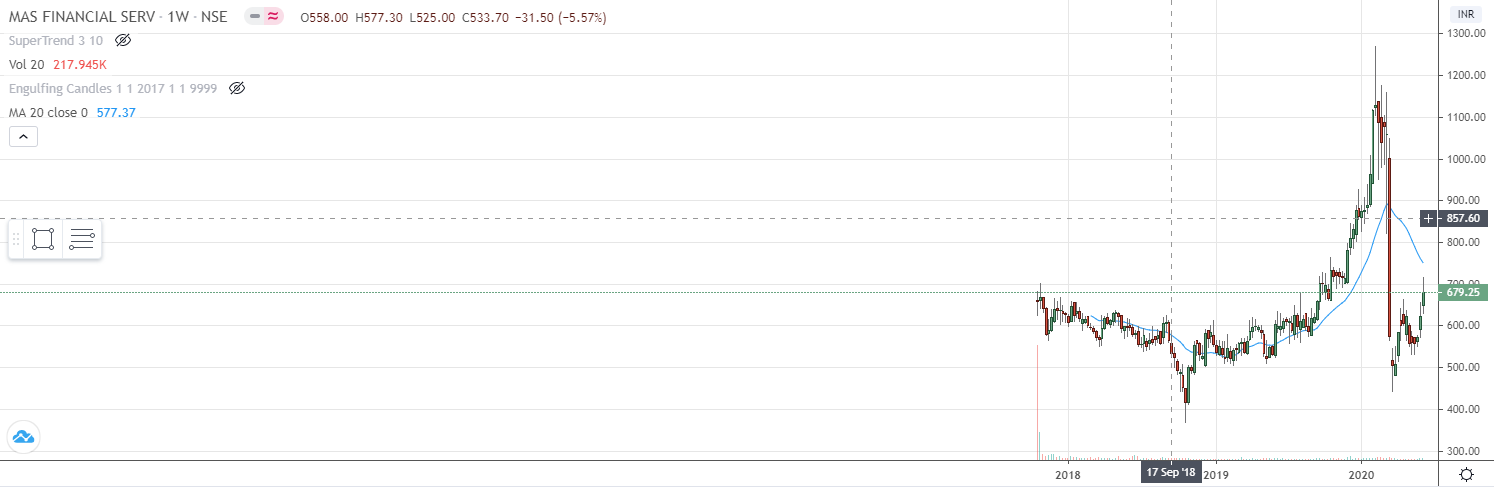 MAS FINANCIAL SERV · 1W · NSE O558.00 H577.30 L525.00 C533.70 −31.50 (−5.57%)
SuperTrend 3 10
Vol 20 217.945K
Engulfing Candles 1 1 2017 1 1 9999
MA 20 close 0 577.37
INR
1300.00
1200.00
1100.00
1000.00
900.00
857.60
800.00
700.00
679.25
600.00
500.00
400.00
300.00
2018 17 Sep '18 2019 2020